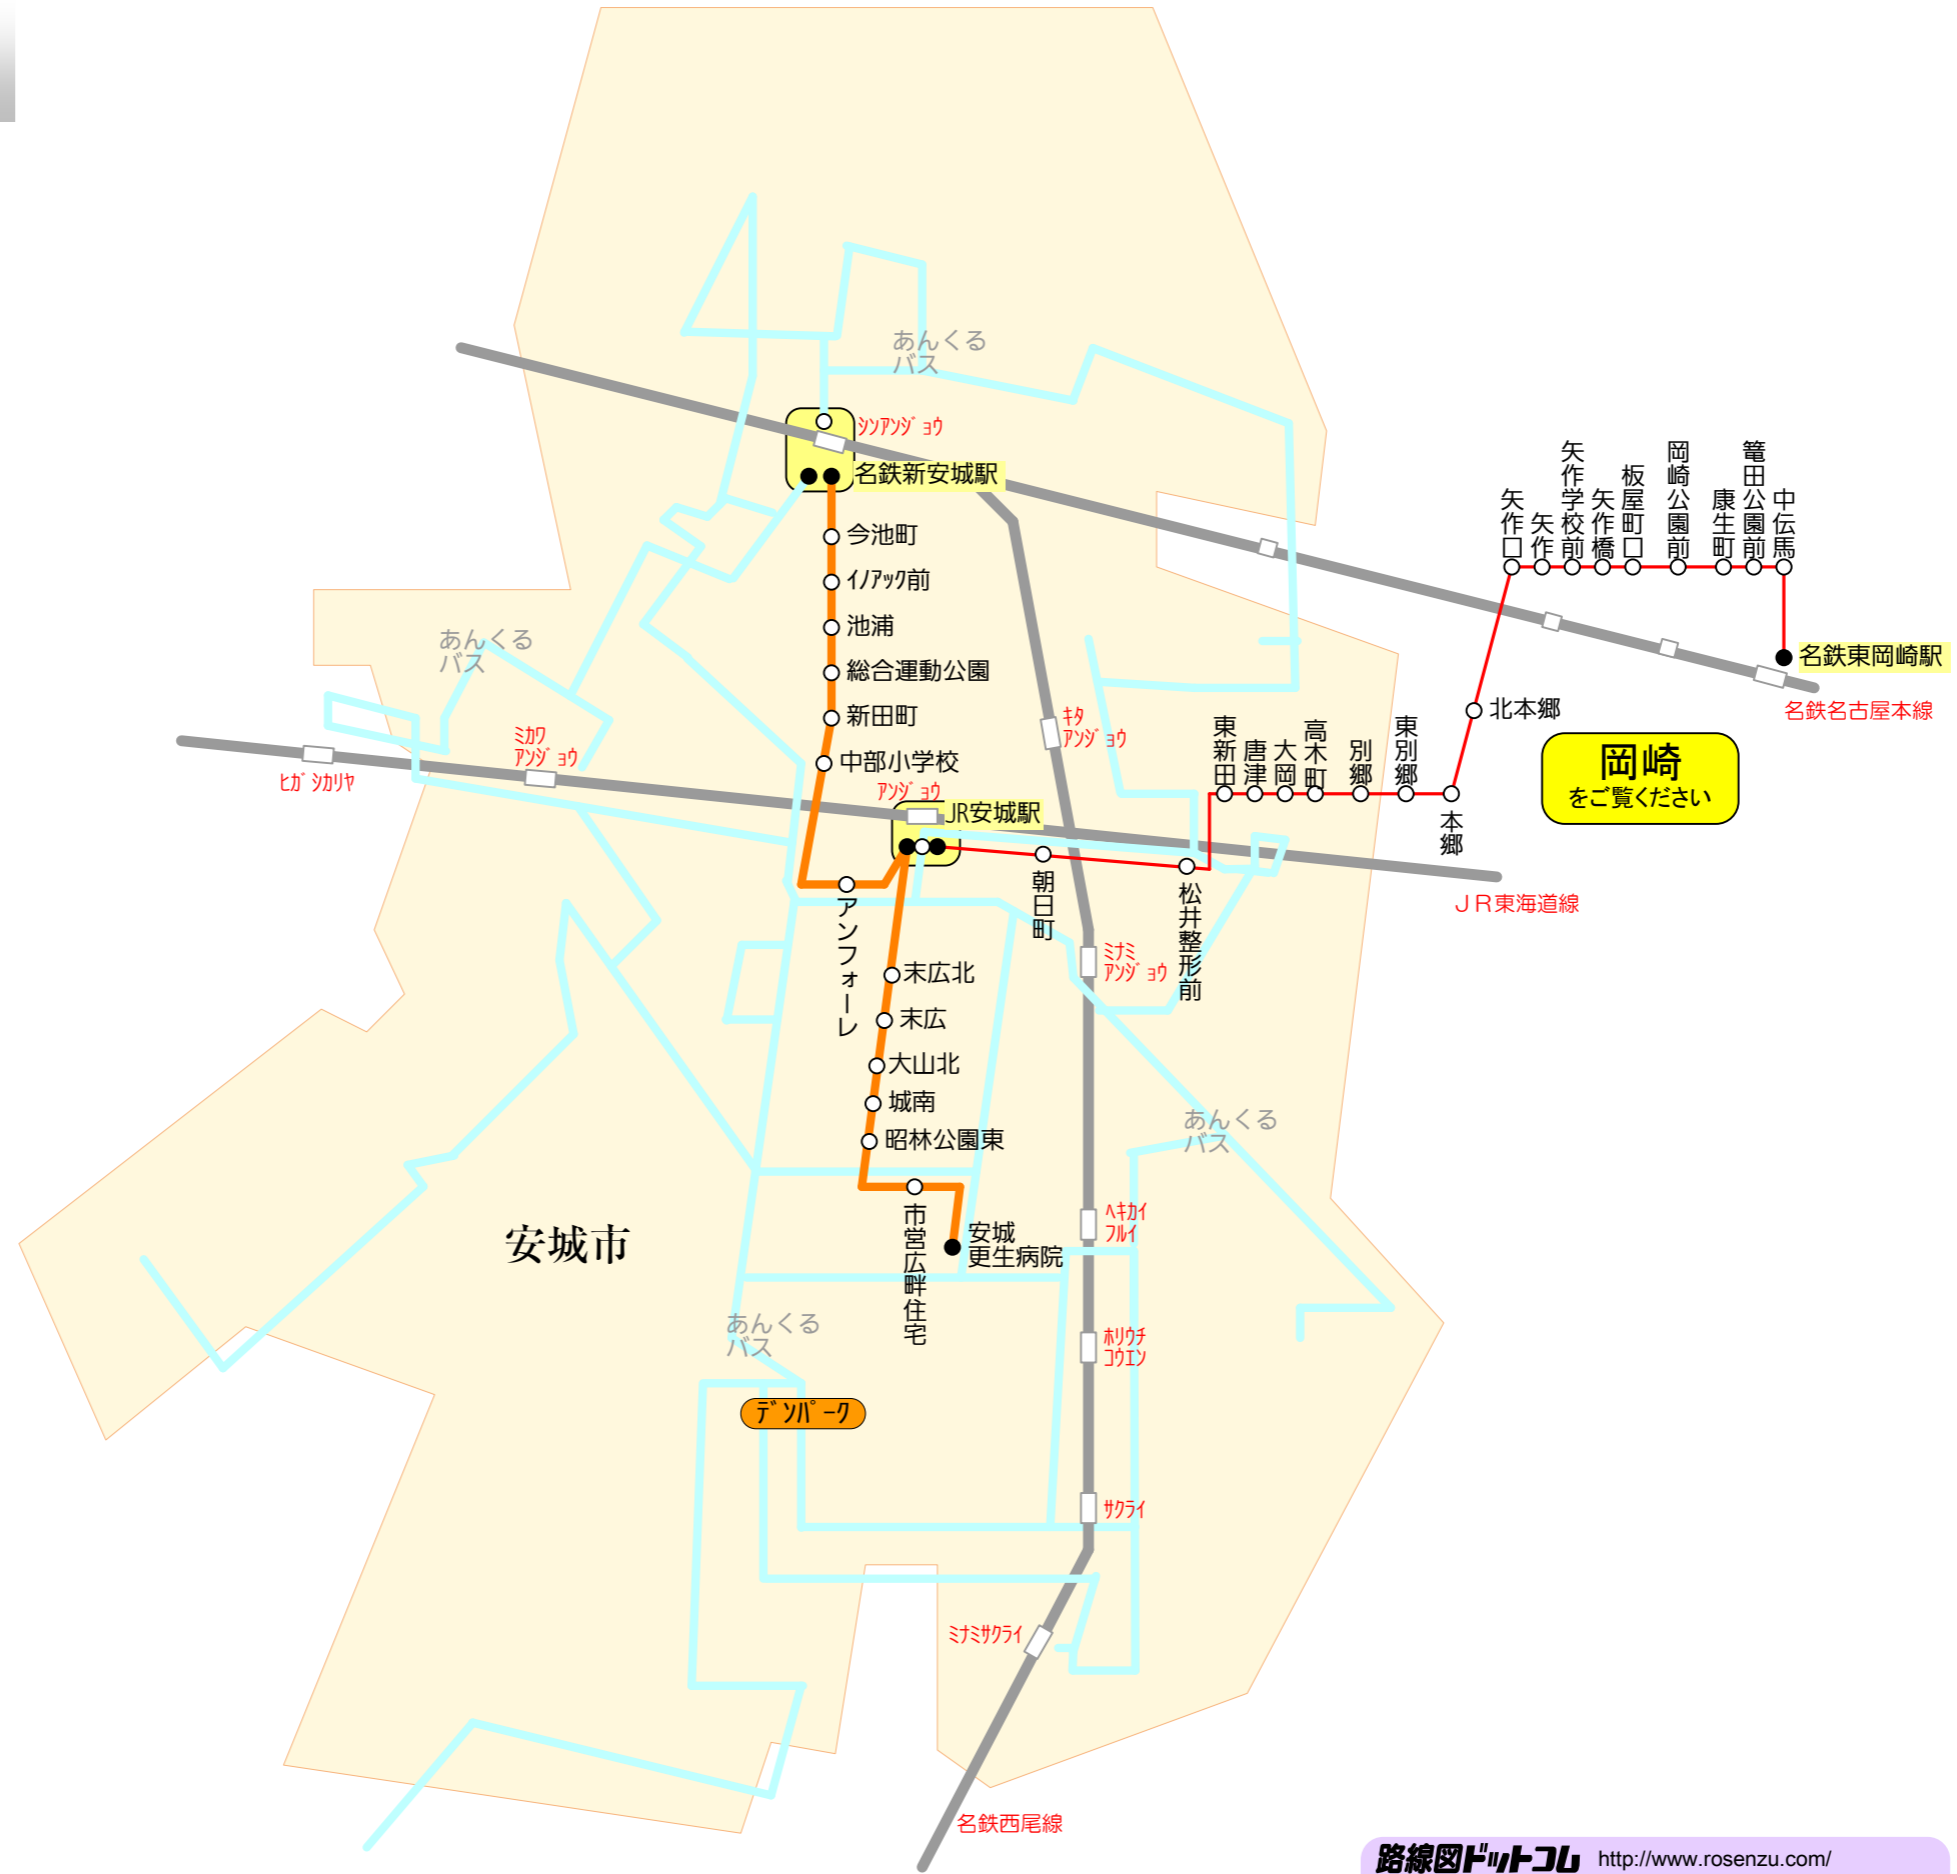 あんくる
バス
ｼﾝｱﾝｼﾞｮｳ
名鉄新安城駅
今池町
ｲﾉｱｯｸ前
池浦
総合運動公園
新田町
中部小学校
ｱﾝｼﾞｮｳ
JR安城駅
アンフォーレ
末広北
末広
大山北
城南
昭林公園東
市営広畔住宅
安城
更生病院
朝日町
松井整形前
東新田
唐津
大岡
高木町
別郷
東別郷
本郷
北本郷
矢作口
矢作
矢作学校前
矢作橋
板屋町口
岡崎公園前
康生町
篭田公園前
中伝馬
名鉄東岡崎駅
名鉄名古屋本線
岡崎
をご覧ください
あんくる
バス
ﾐｶﾜ
ｱﾝｼﾞｮｳ
ﾋｶﾞｼｶﾘﾔ
ｷﾀ
ｱﾝｼﾞｮｳ
ＪＲ東海道線
ﾐﾅﾐ
ｱﾝｼﾞｮｳ
あんくる
バス
ﾍｷｶｲ
ﾌﾙｲ
安城市
あんくる
バス
ﾎﾘｳﾁ
ｺｳｴﾝ
ﾃﾞﾝﾊﾟｰｸ
ｻｸﾗｲ
ﾐﾅﾐｻｸﾗｲ
名鉄西尾線
路線図ドットコム http://www.rosenzu.com/